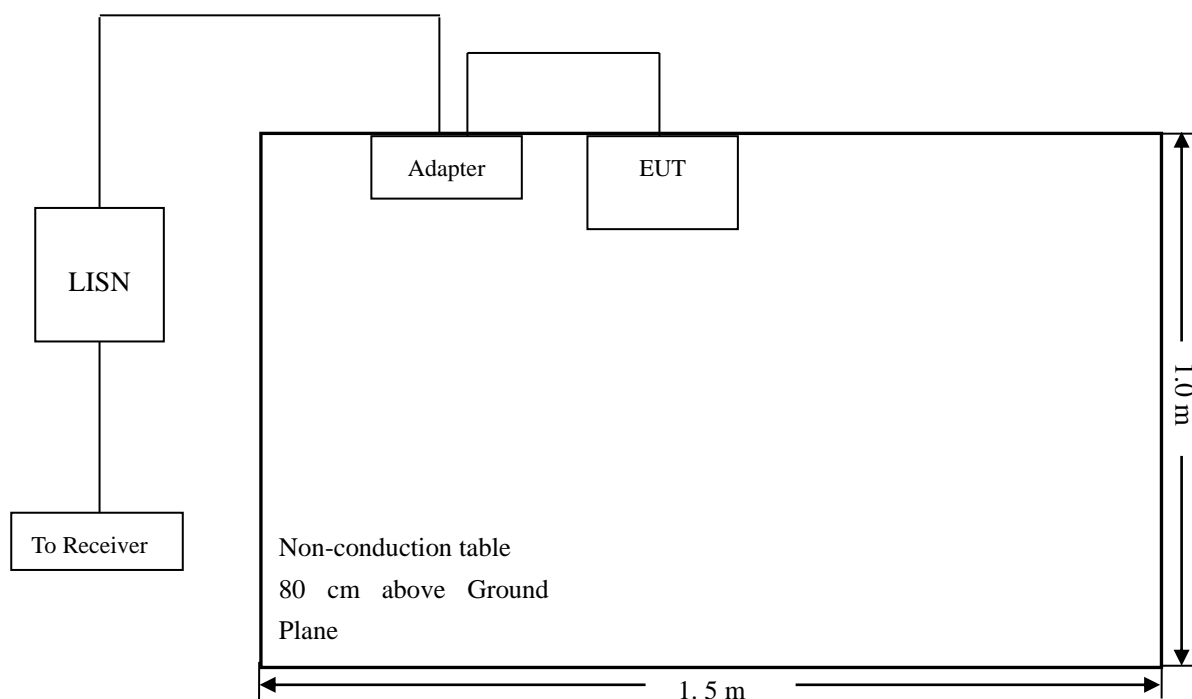 Adapter
EUT
LISN
1.0 m
To Receiver
Non-conduction table
80 cm above Ground
Plane
1. 5 m